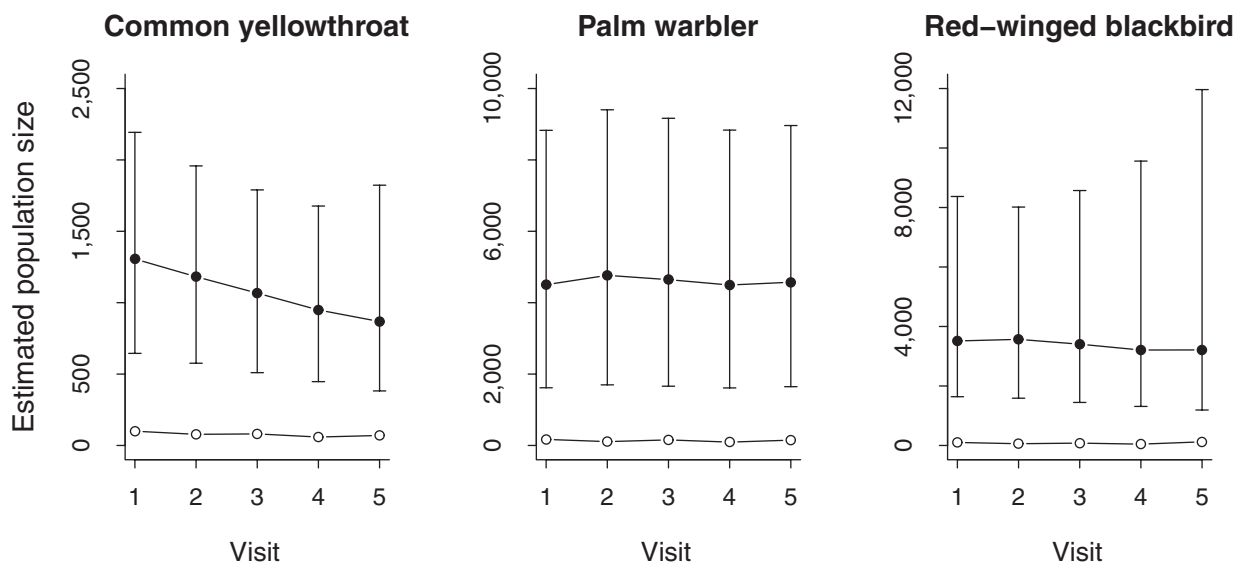 Common yellowthroat
Palm warbler
Red−winged blackbird
Estimated population size
2,500
1,500
500
0
1 2 3 4 5
Visit
10,000
6,000
2,000
0
1 2 3 4 5
Visit
12,000
8,000
4,000
0
1 2 3 4 5
Visit